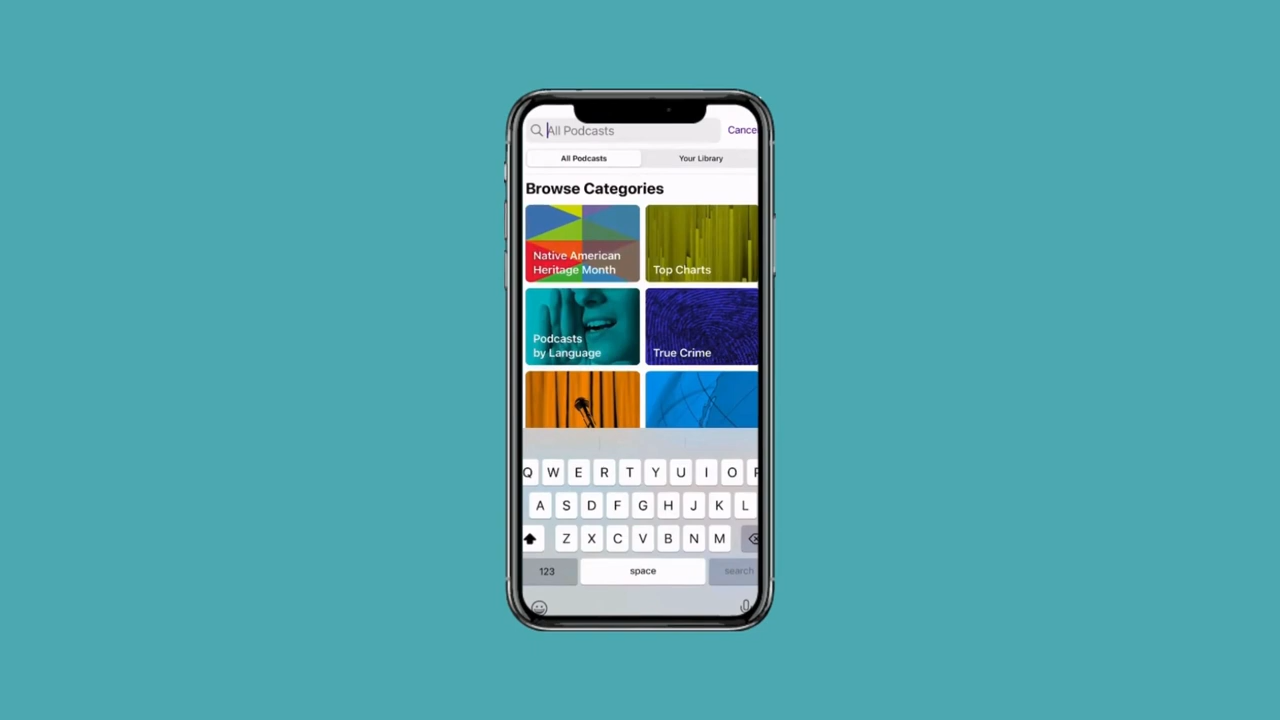 All Podcasts
Cance
All Podcasts
Your Library
Browse Categories
Native American
Heritage Month
Top Charts
Podcasts
by Language
True Crime
Q W E R T Y U I O P
A S D F G H J K L
Z X C V B N M
123
space
search